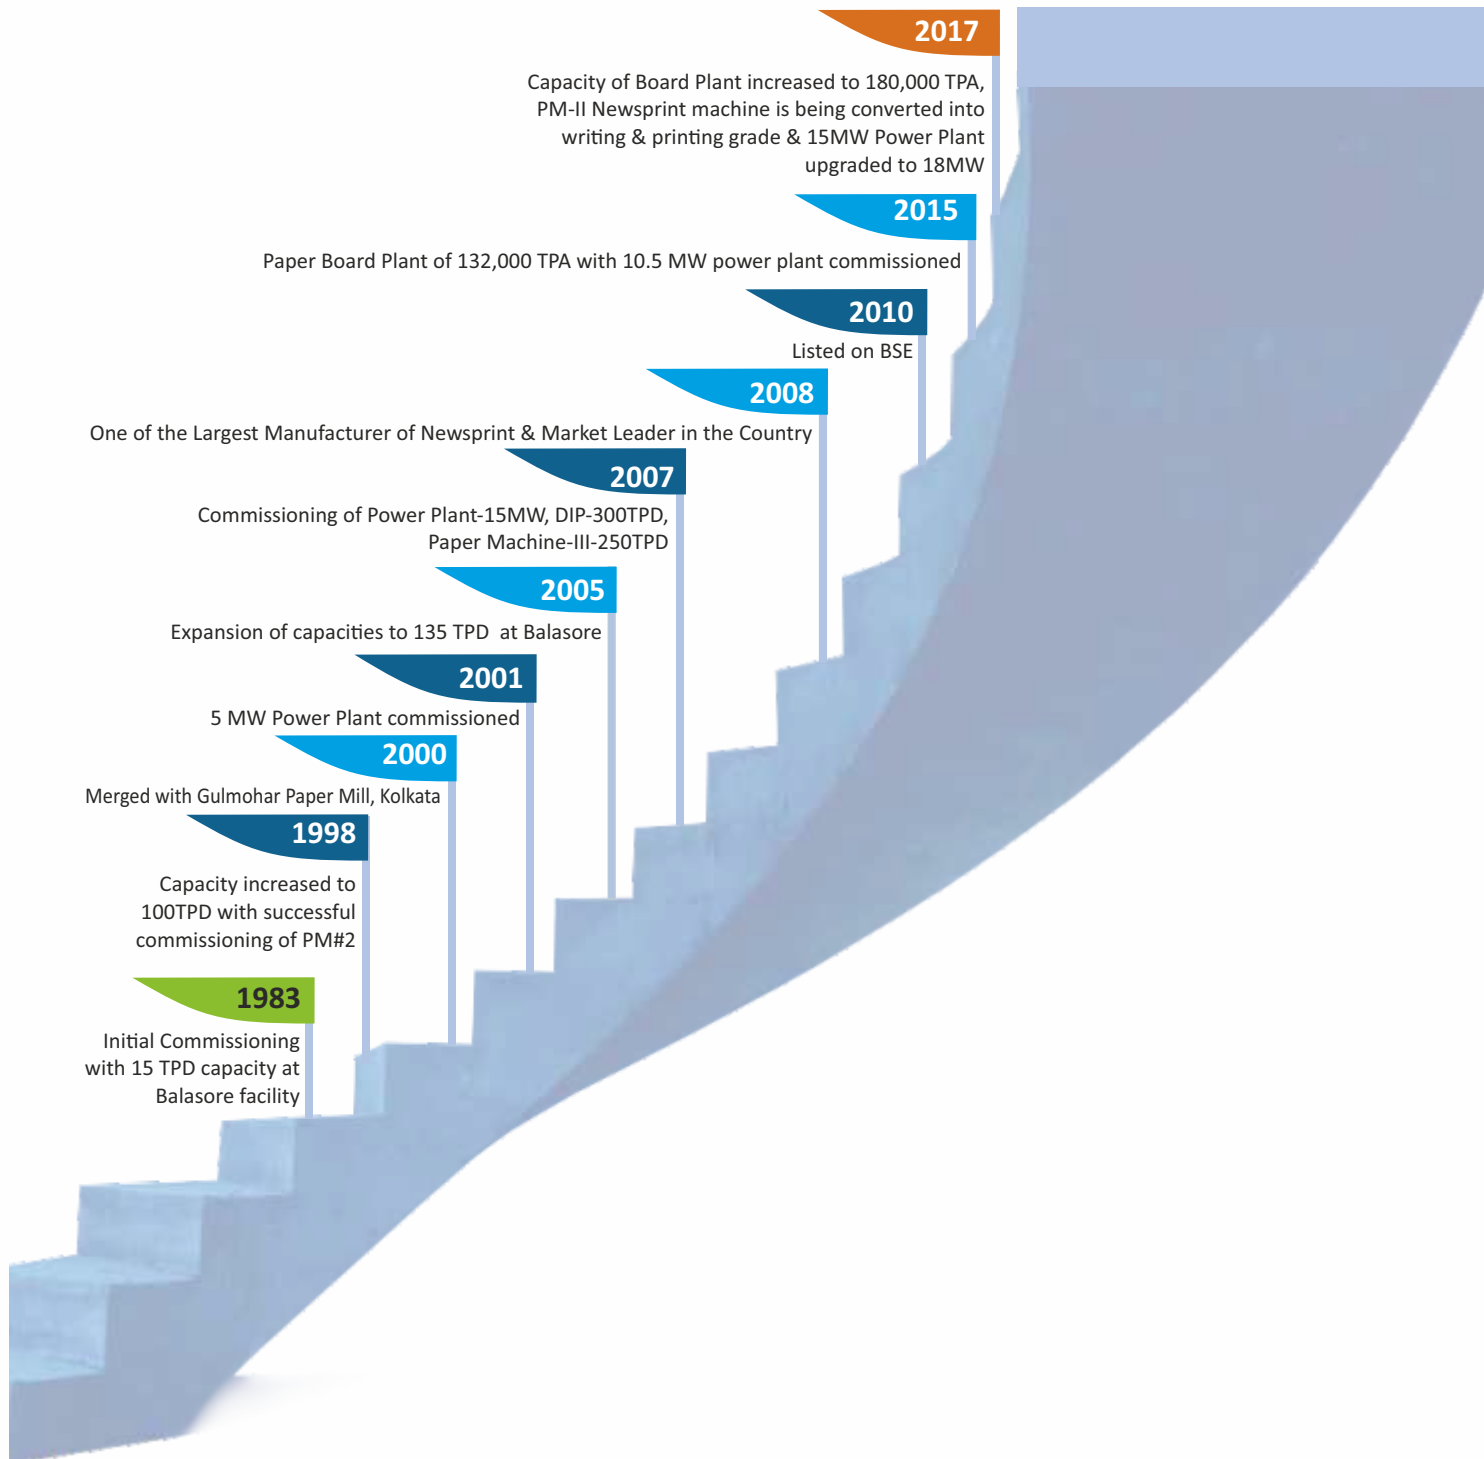 2017
Capacity of Board Plant increased to 180,000 TPA,
PM-II Newsprint machine is being converted into
writing & printing grade & 15MW Power Plant
upgraded to 18MW
2015
Paper Board Plant of 132,000 TPA with 10.5 MW power plant commissioned
2010
Listed on BSE
2008
One of the Largest Manufacturer of Newsprint & Market Leader in the Country
2007
Commissioning of Power Plant-15MW, DIP-300TPD,
Paper Machine-III-250TPD
2005
Expansion of capacities to 135 TPD at Balasore
2001
5 MW Power Plant commissioned
2000
Merged with Gulmohar Paper Mill, Kolkata
1998
Capacity increased to
100TPD with successful
commissioning of PM#2
1983
Initial Commissioning
with 15 TPD capacity at
Balasore facility